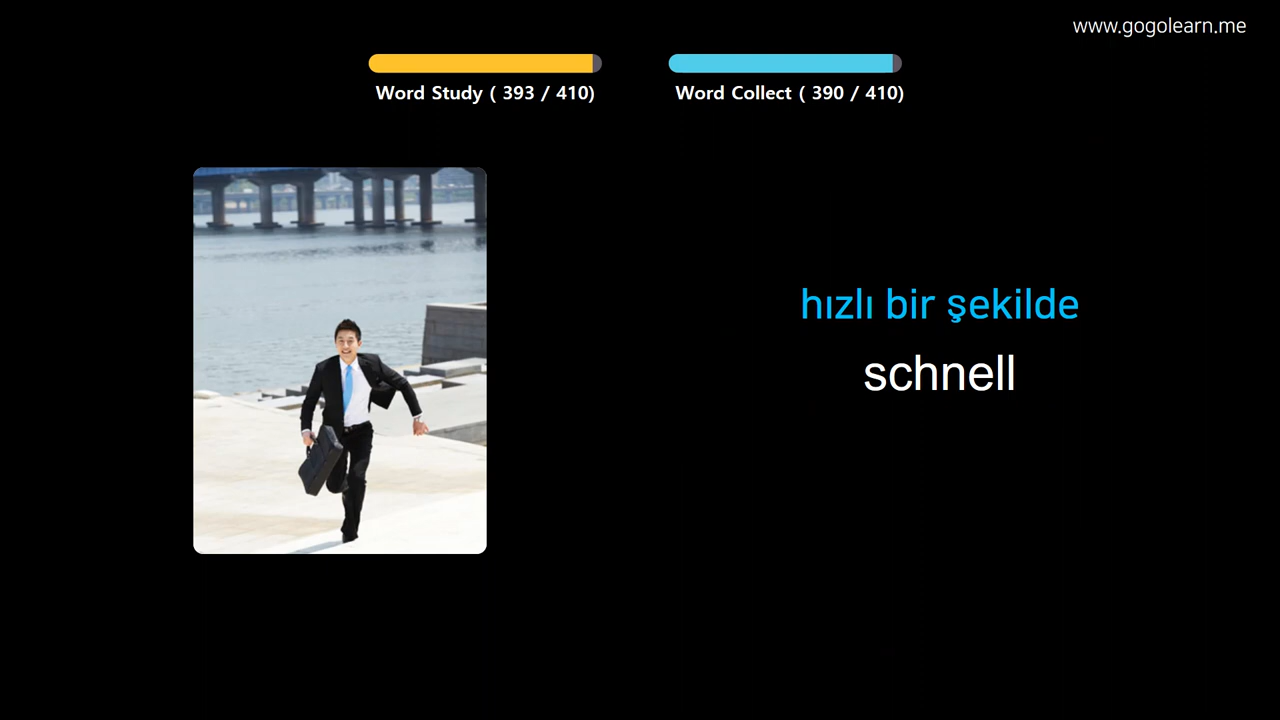 www.gogolearn.me
Word Study ( 393 / 410)
Word Collect ( 390 / 410)
hızlı bir şekilde
schnell